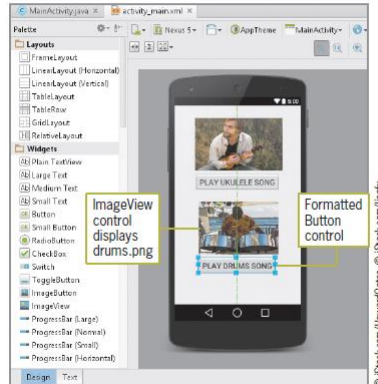 MainActivity.java ×
activity_main.xml ×
Palette
Nexus 5
AppTheme
MainActivity
Layouts
FrameLayout
LinearLayout (Horizontal)
LinearLayout (Vertical)
TableLayout
TableRow
GridLayout
RelativeLayout
Widgets
Plain TextView
Large Text
Medium Text
Small Text
Button
Small Button
RadioButton
CheckBox
Switch
ToggleButton
ImageButton
ImageView
ProgressBar (Large)
ProgressBar (Normal)
ProgressBar (Small)
ProgressBar (Horizontal)
Design
Text
5:00
PLAY UKULELE SONG
PLAY DRUMS SONG
ImageView
control
displays
drums.png
Formatted
Button
control